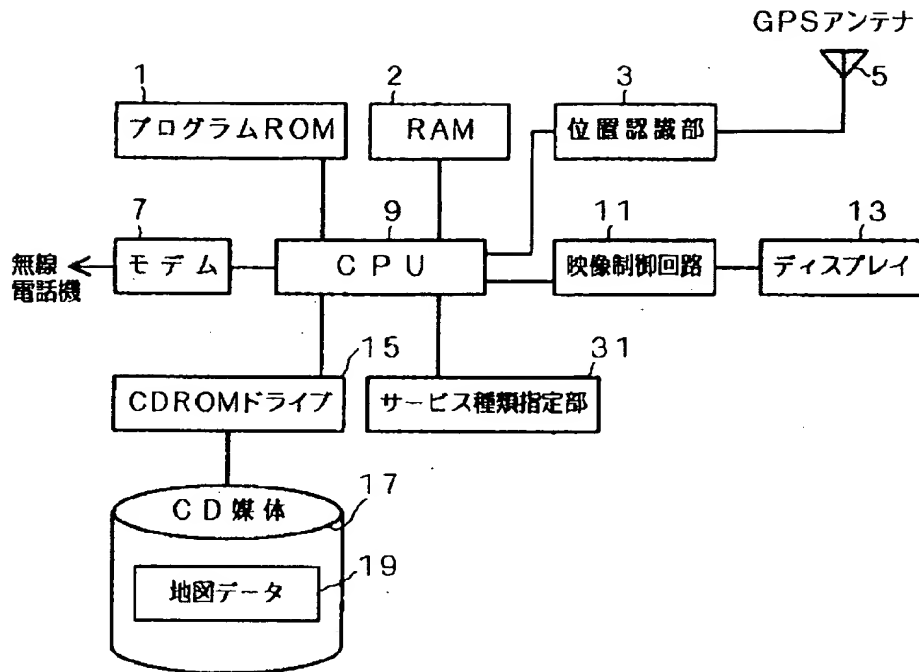 GPSアンテナ
5
1
プログラムROM
2
RAM
3
位置認識部
7
モデム
無線
電話機
9
CPU
11
映像制御回路
13
ディスプレイ
15
CDROMドライブ
31
サービス種類指定部
CD媒体
17
地図データ
19